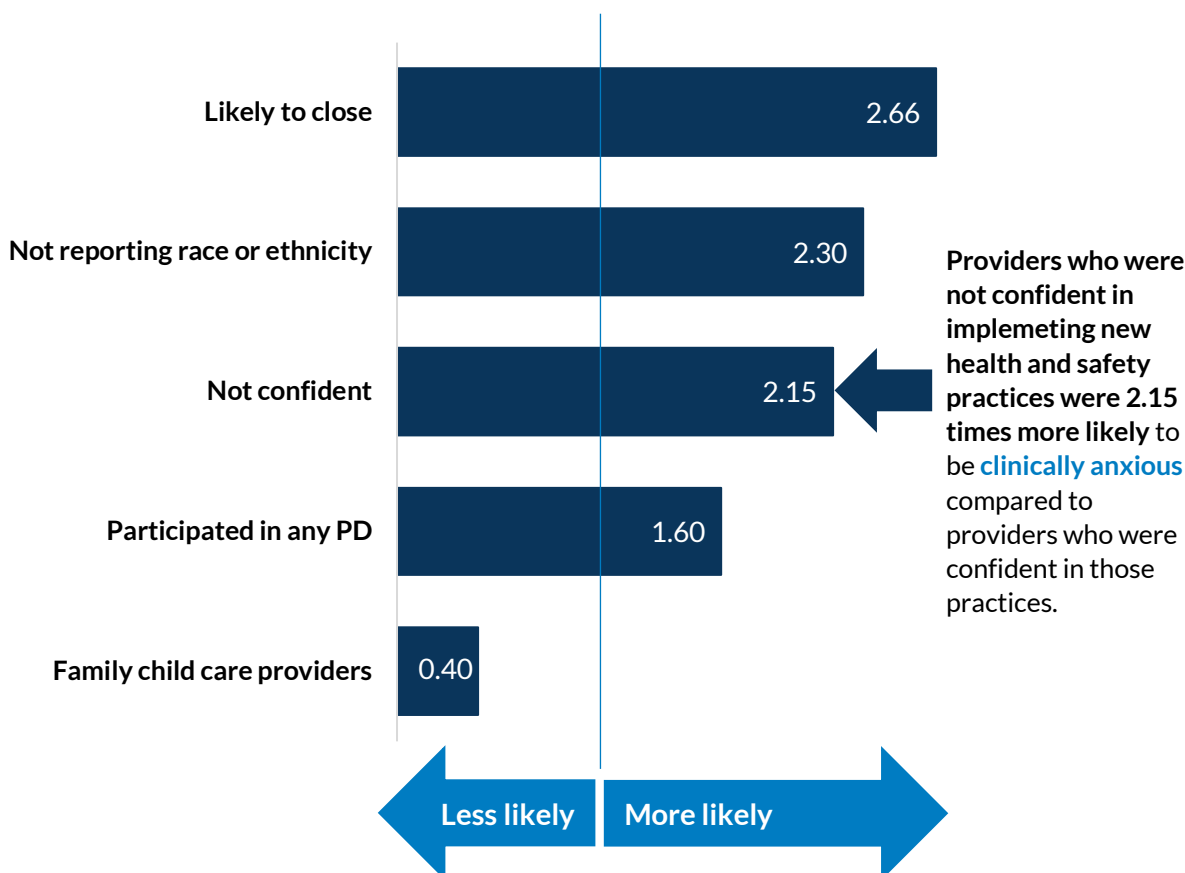 Likely to close
2.66
Not reporting race or ethnicity
2.30
Not confident
2.15
Providers who were
not confident in
implemeting new
health and safety
practices were 2.15
times more likely to
be clinically anxious
compared to
providers who were
confident in those
practices.
Participated in any PD
1.60
Family child care providers
0.40
Less likely
More likely